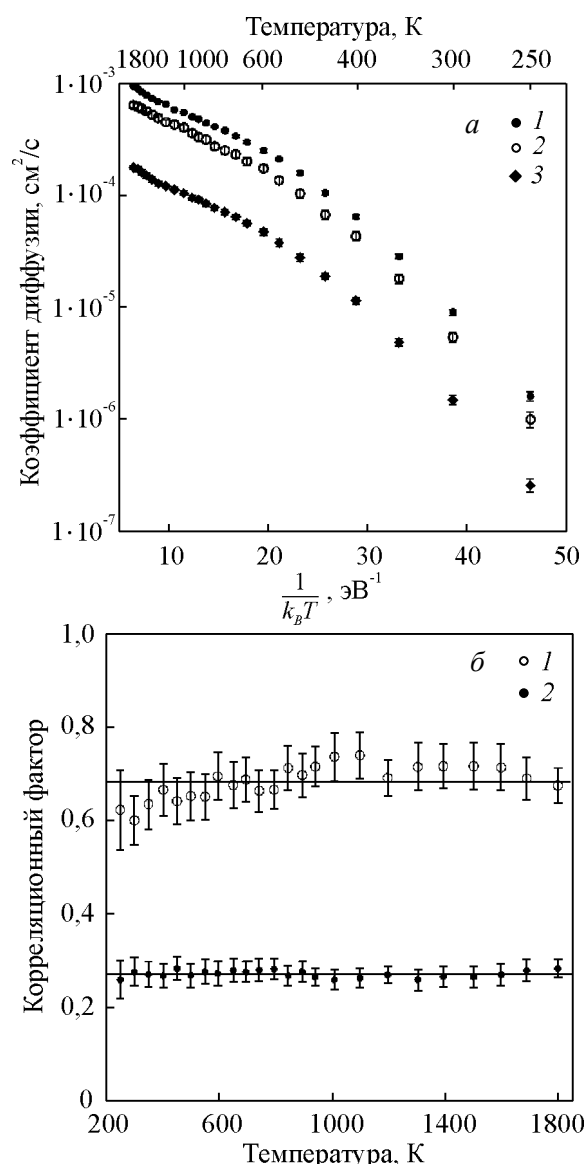 Температура, К
1800 1000 600 400 300 250
1·10⁻³
а
1
2
3
1·10⁻⁴
1·10⁻⁵
1·10⁻⁶
1·10⁻⁷
Коэффициент диффузии, см²/с
10 20 30 40 50
1/(k_B T), эВ⁻¹
1,0
б
1
2
0,8
0,6
0,4
0,2
0
Корреляционный фактор
200 600 1000 1400 1800
Температура, К